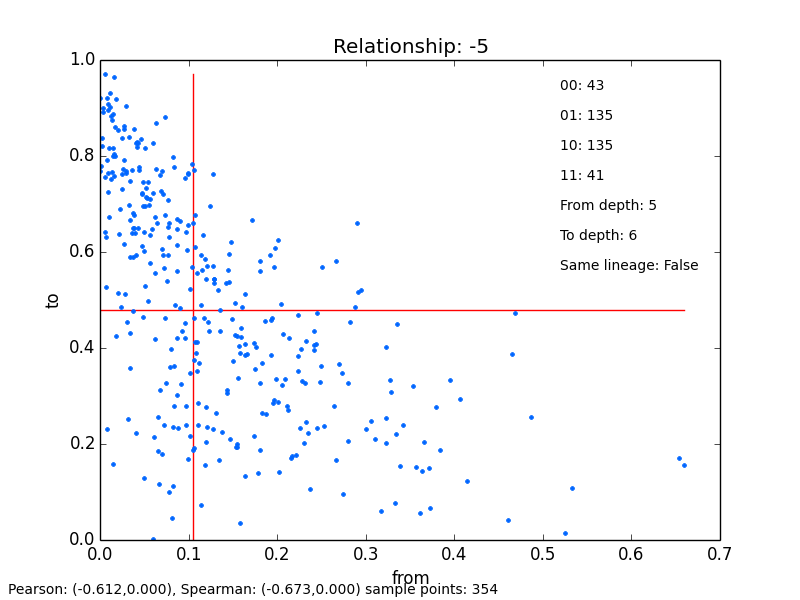 Relationship: -5
1.0
0.8
0.6
0.4
0.2
0.0
to
00: 43
01: 135
10: 135
11: 41
From depth: 5
To depth: 6
Same lineage: False
0.0 0.1 0.2 0.3 0.4 0.5 0.6 0.7
from
Pearson: (-0.612,0.000), Spearman: (-0.673,0.000) sample points: 354